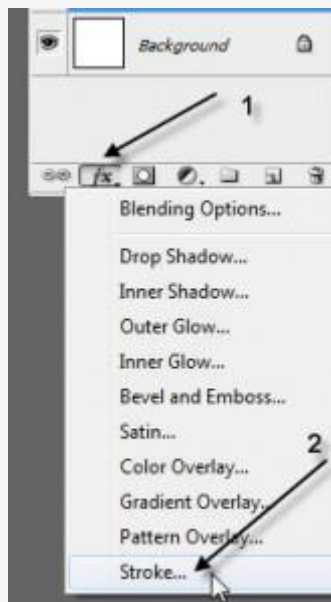 Background
1
fx.
Blending Options...
Drop Shadow...
Inner Shadow...
Outer Glow...
Inner Glow...
Bevel and Emboss...
Satin...
2
Color Overlay...
Gradient Overlay...
Pattern Overlay...
Stroke...